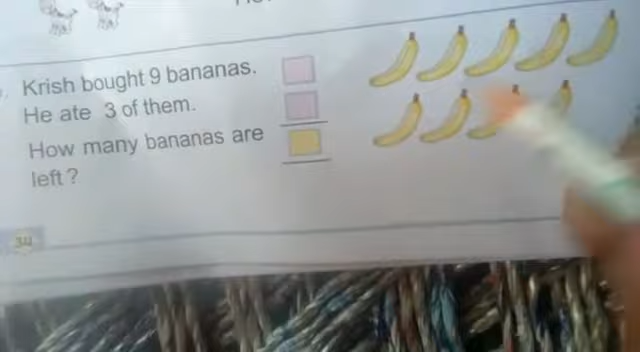 Krish bought 9 bananas.
He ate 3 of them.
How many bananas are
left?
34